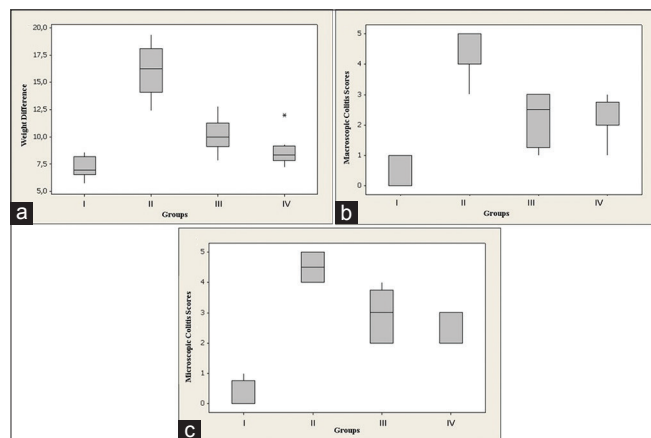 Weight Difference
20,0
17,5
15,0
12,5
10,0
7,5
5,0
*
I II III IV
Groups
a
Macroscopic Colitis Scores
5
4
3
2
1
0
I II III IV
Groups
b
Microscopic Colitis Scores
5
4
3
2
1
0
I II III IV
Groups
c